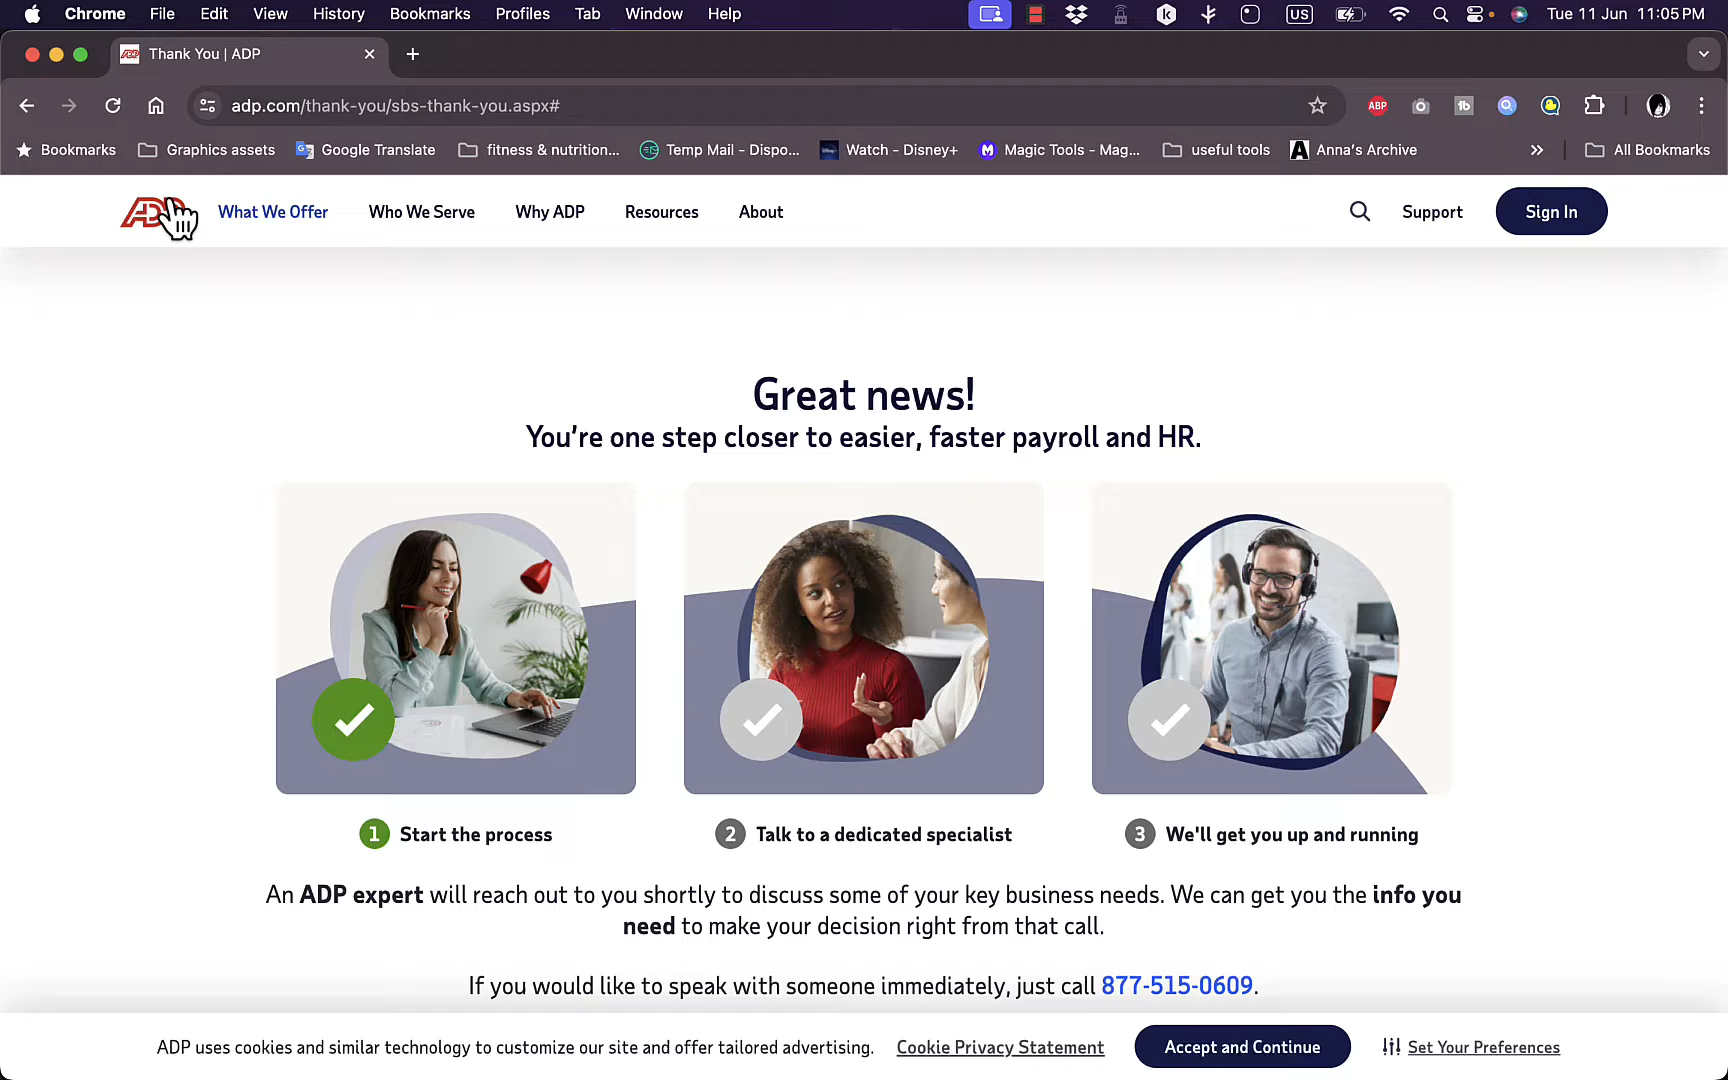 Chrome File Edit View History Bookmarks Profiles Tab Window Help US Tue 11 Jun 11:05 PM
Thank You | ADP
adp.com/thank-you/sbs-thank-you.aspx# ABP tb
Bookmarks Graphics assets Google Translate fitness & nutrition... Temp Mail - Dispo... Watch - Disney+ Magic Tools - Mag... useful tools Anna's Archive All Bookmarks
ADP What We Offer Who We Serve Why ADP Resources About Support Sign In
Great news!
You're one step closer to easier, faster payroll and HR.
1 Start the process
2 Talk to a dedicated specialist
3 We'll get you up and running
An ADP expert will reach out to you shortly to discuss some of your key business needs. We can get you the info you
need to make your decision right from that call.
If you would like to speak with someone immediately, just call 877-515-0609.
ADP uses cookies and similar technology to customize our site and offer tailored advertising. Cookie Privacy Statement Accept and Continue Set Your Preferences